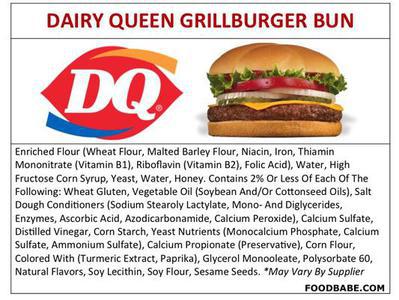 DAIRY QUEEN GRILLBURGER BUN
DQ
Enriched Flour (Wheat Flour, Malted Barley Flour, Niacin, Iron, Thiamin
Mononitrate (Vitamin B1), Riboflavin (Vitamin B2), Folic Acid), Water, High
Fructose Corn Syrup, Yeast, Water, Honey. Contains 2% Or Less Of Each Of The
Following: Wheat Gluten, Vegetable Oil (Soybean And/Or Cottonseed Oils), Salt
Dough Conditioners (Sodium Stearoly Lactylate, Mono- And Diglycerides,
Enzymes, Ascorbic Acid, Azodicarbonamide, Calcium Peroxide), Calcium Sulfate,
Distilled Vinegar, Corn Starch, Yeast Nutrients (Monocalcium Phosphate, Calcium
Sulfate, Ammonium Sulfate), Calcium Propionate (Preservative), Corn Flour,
Colored With (Turmeric Extract, Paprika), Glycerol Monooleate, Polysorbate 60,
Natural Flavors, Soy Lecithin, Soy Flour, Sesame Seeds. *May Vary By Supplier
FOODBABE.COM